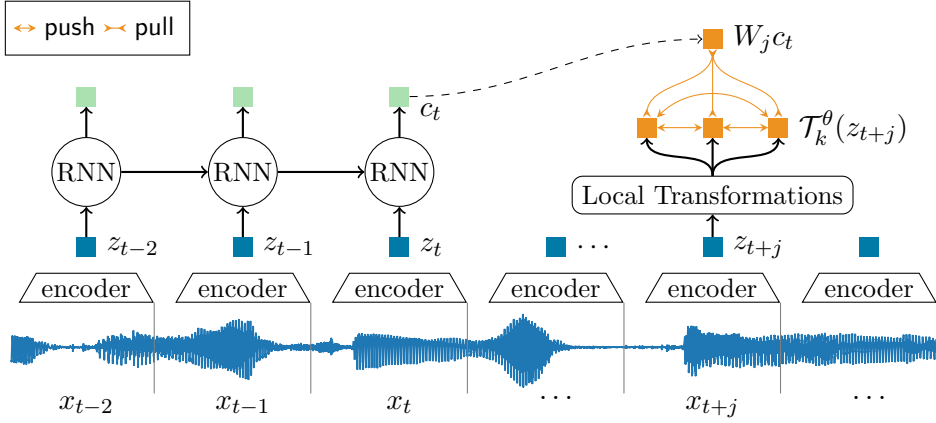 push pull
W_j c_t
c_t
𝒯_k^θ(z_{t+j})
RNN RNN RNN
Local Transformations
z_{t−2} z_{t−1} z_t ··· z_{t+j}
encoder encoder encoder encoder encoder encoder
x_{t−2} x_{t−1} x_t ··· x_{t+j} ···